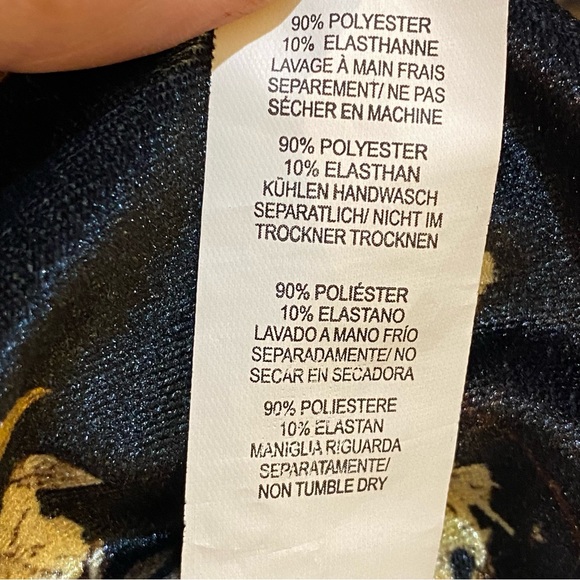 90% POLYESTER
10% ELASTHANNE
LAVAGE À MAIN FRAIS
SEPAREMENT/ NE PAS
SÉCHER EN MACHINE
90% POLYESTER
10% ELASTHAN
KÜHLEN HANDWASCH
SEPARATLICH/ NICHT IM
TROCKNER TROCKNEN
90% POLIÉSTER
10% ELASTANO
LAVADO A MANO FRÍO
SEPARADAMENTE/ NO
SECAR EN SECADORA
90% POLIESTERE
10% ELASTAN
MANIGLIA RIGUARDA
SEPARATAMENTE/
NON TUMBLE DRY